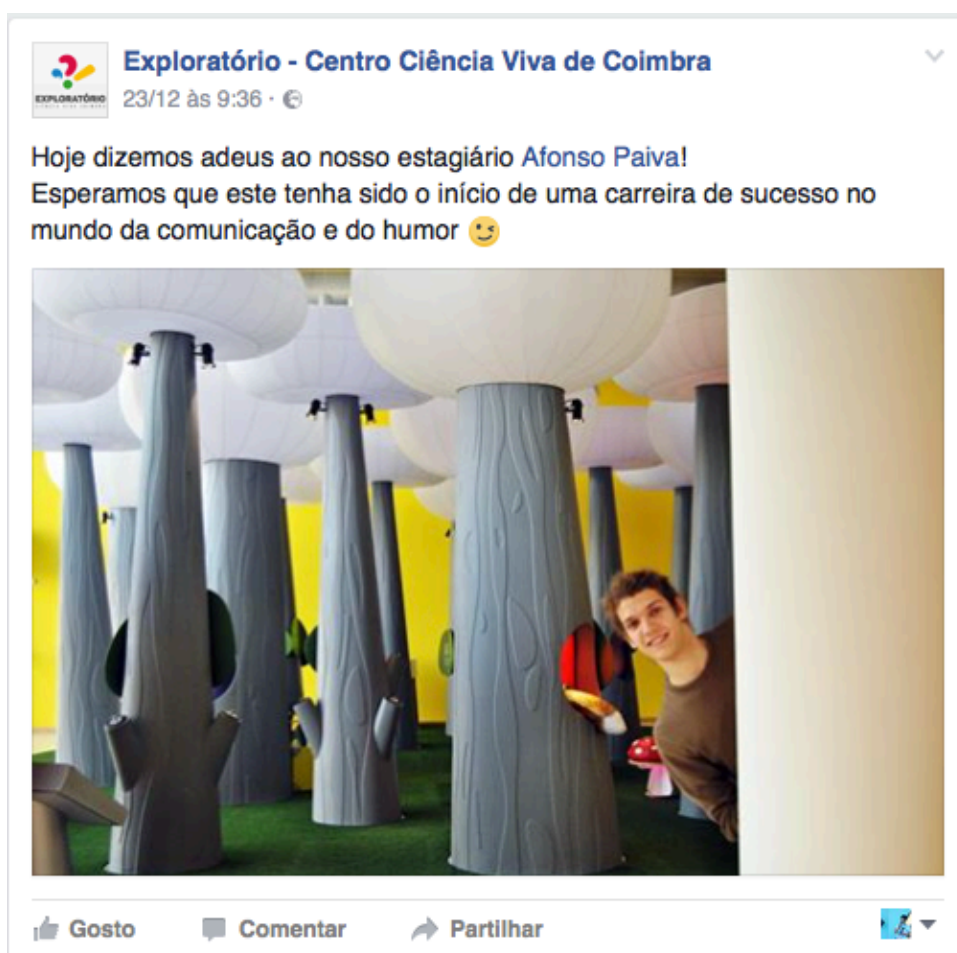 Exploratório - Centro Ciência Viva de Coimbra
EXPLORATÓRIO
23/12 às 9:36 ·
Hoje dizemos adeus ao nosso estagiário Afonso Paiva!
Esperamos que este tenha sido o início de uma carreira de sucesso no
mundo da comunicação e do humor 😉
Gosto Comentar Partilhar